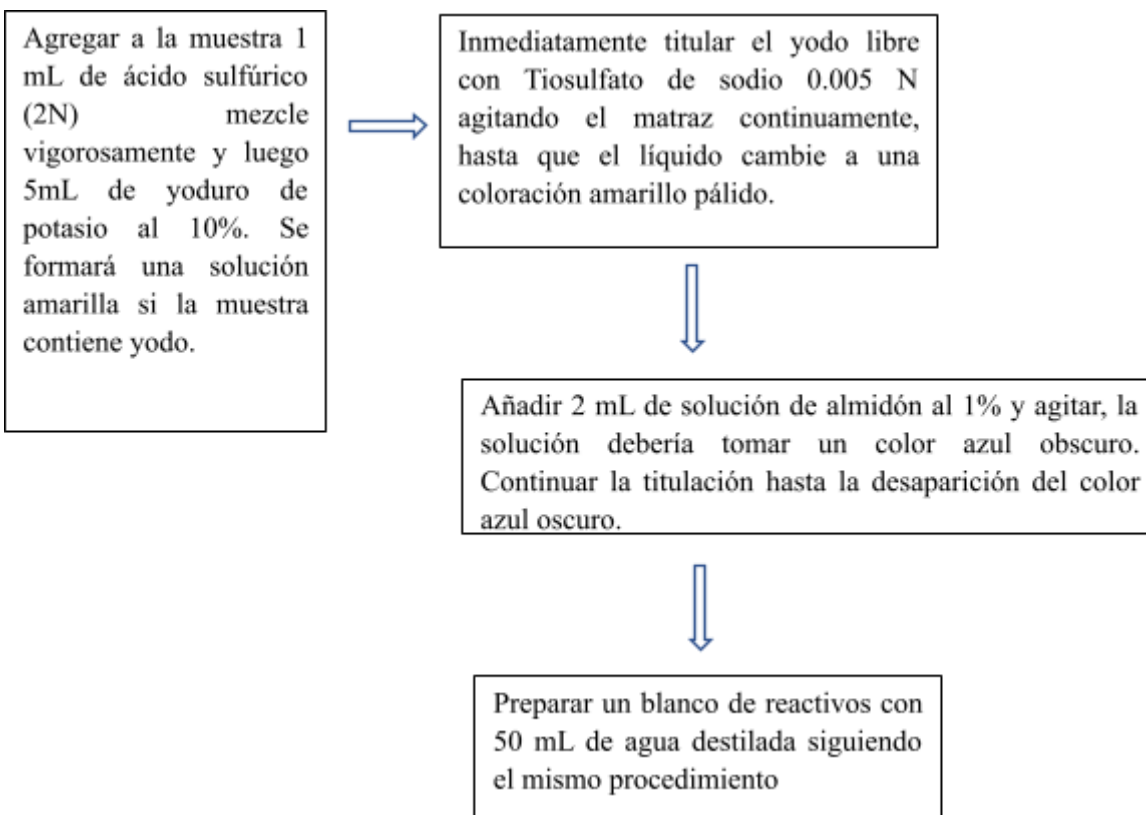 Agregar a la muestra 1
mL de ácido sulfúrico
(2N) mezcle
vigorosamente y luego
5mL de yoduro de
potasio al 10%. Se
formará una solución
amarilla si la muestra
contiene yodo.
Inmediatamente titular el yodo libre
con Tiosulfato de sodio 0.005 N
agitando el matraz continuamente,
hasta que el líquido cambie a una
coloración amarillo pálido.
Añadir 2 mL de solución de almidón al 1% y agitar, la
solución debería tomar un color azul obscuro.
Continuar la titulación hasta la desaparición del color
azul oscuro.
Preparar un blanco de reactivos con
50 mL de agua destilada siguiendo
el mismo procedimiento